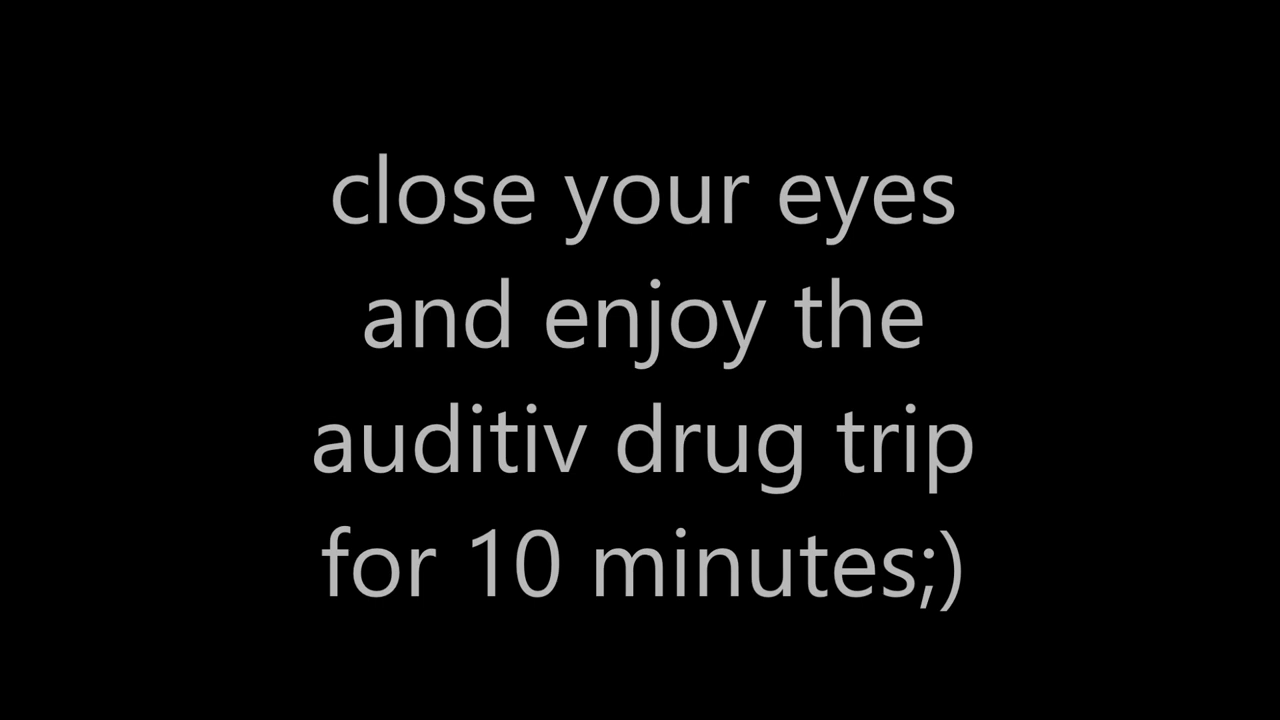 close your eyes
and enjoy the
auditiv drug trip
for 10 minutes;)